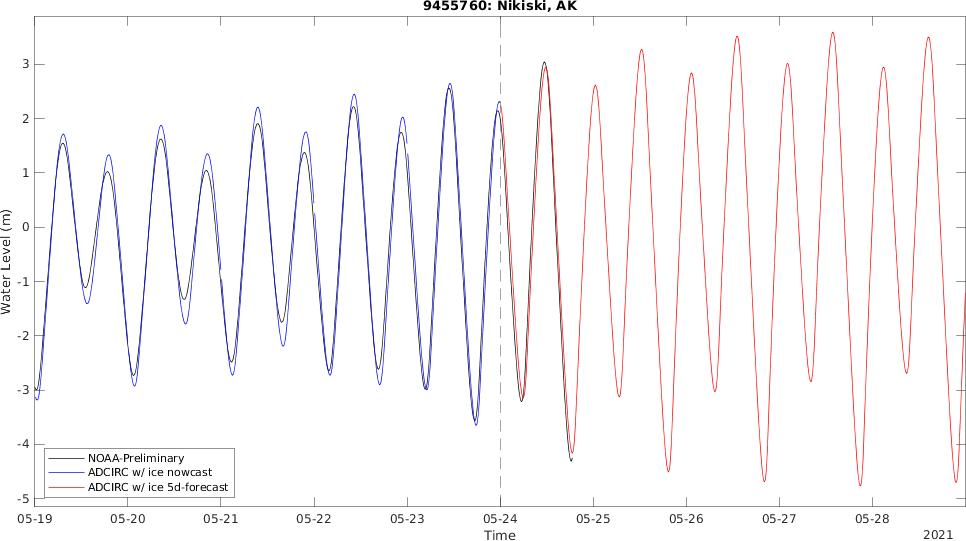 9455760: Nikiski, AK
Water Level (m)
3
2
1
0
-1
-2
-3
-4
-5
NOAA-Preliminary
ADCIRC w/ ice nowcast
ADCIRC w/ ice 5d-forecast
05-19 05-20 05-21 05-22 05-23 05-24 05-25 05-26 05-27 05-28
Time
2021